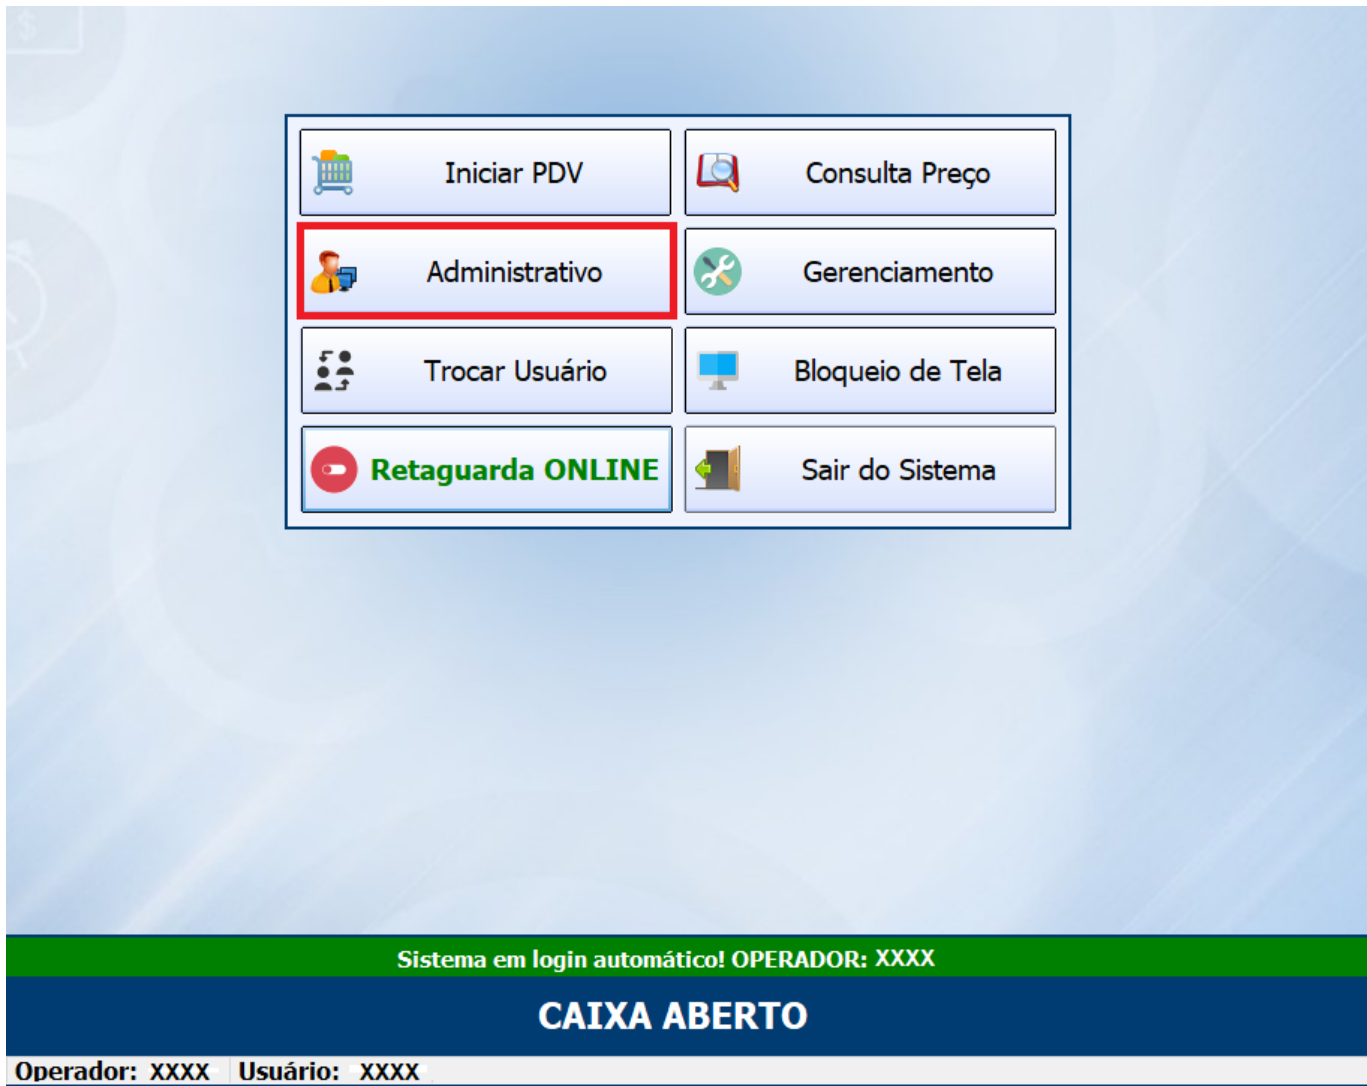 Iniciar PDV
Consulta Preço
Administrativo
Gerenciamento
Trocar Usuário
Bloqueio de Tela
Retaguarda ONLINE
Sair do Sistema
Sistema em login automático! OPERADOR: XXXX
CAIXA ABERTO
Operador: XXXX Usuário: XXXX